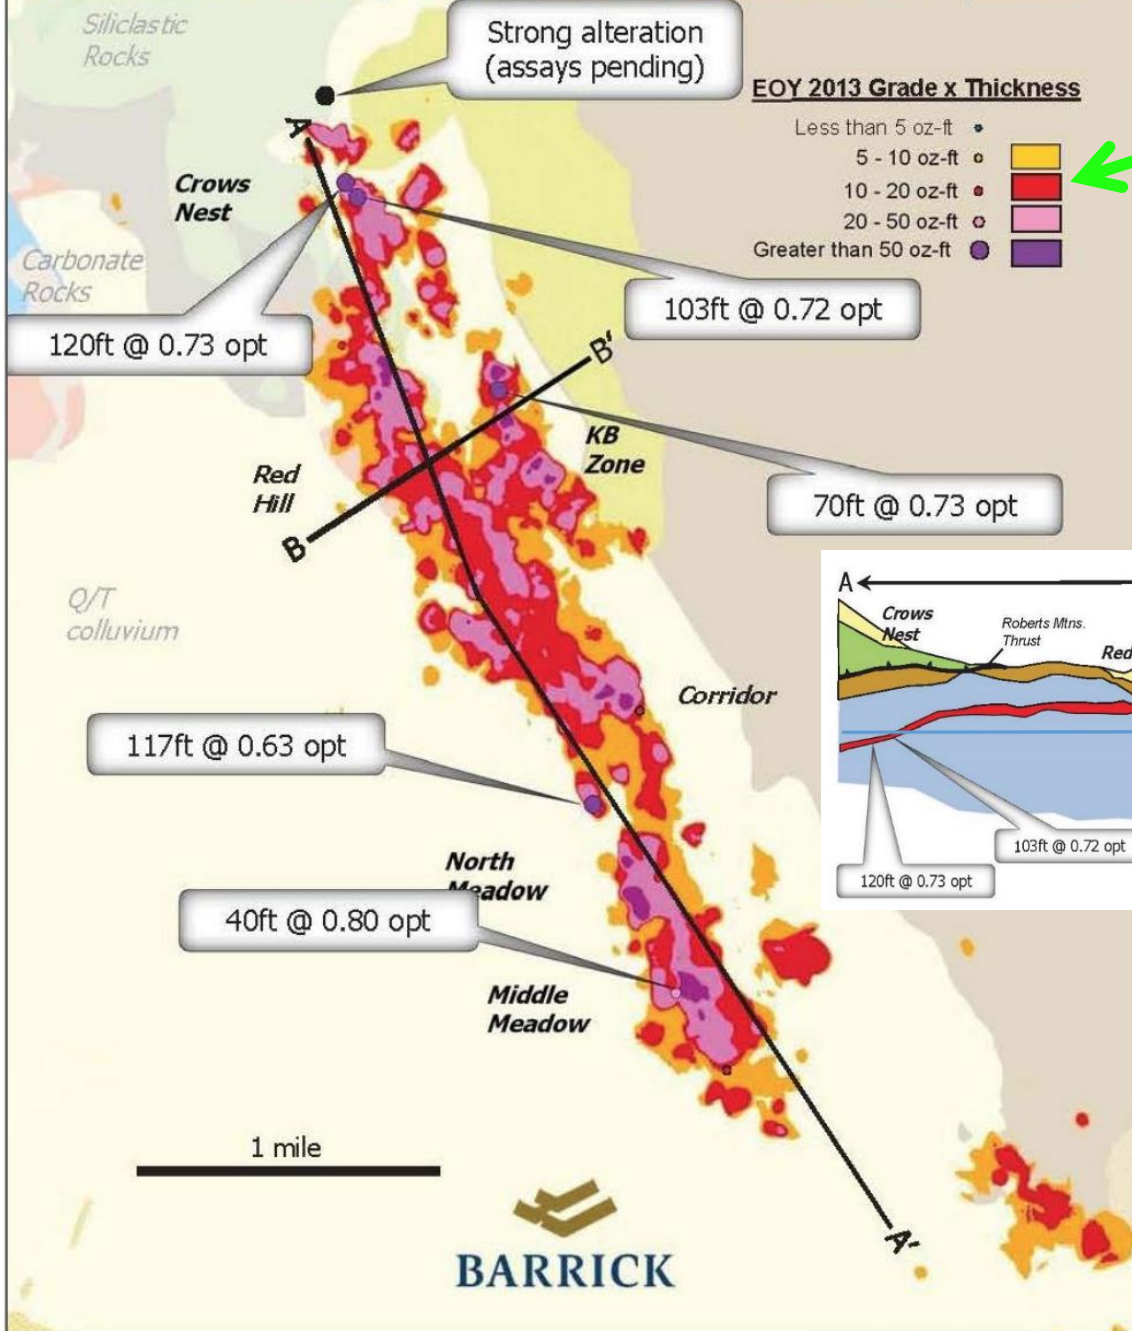 Siliclastic
Rocks
Strong alteration
(assays pending)
EOY 2013 Grade x Thickness
Less than 5 oz-ft
5 - 10 oz-ft
10 - 20 oz-ft
20 - 50 oz-ft
Greater than 50 oz-ft
A
Crows
Nest
Carbonate
Rocks
120ft @ 0.73 opt
103ft @ 0.72 opt
B'
KB
Zone
Red
Hill
70ft @ 0.73 opt
B
Q/T
colluvium
A
Crows
Nest
Roberts Mtns.
Thrust
Red
103ft @ 0.72 opt
120ft @ 0.73 opt
Corridor
117ft @ 0.63 opt
North
Meadow
40ft @ 0.80 opt
Middle
Meadow
1 mile
A'
BARRICK